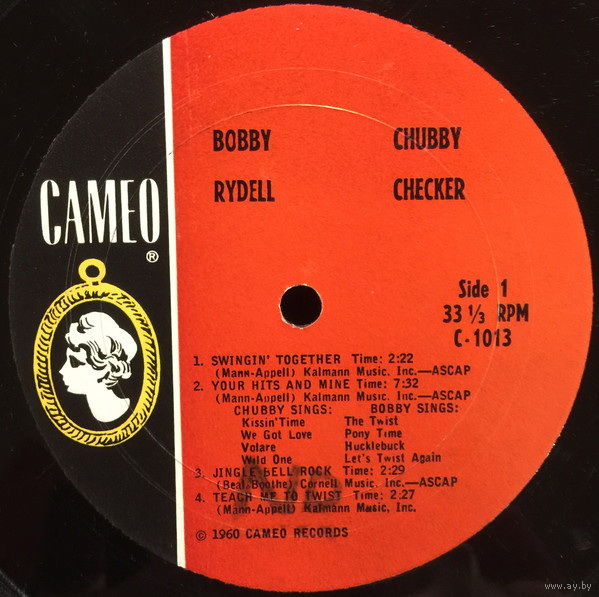 BOBBY CHUBBY
RYDELL CHECKER
CAMEO
®
Side 1
33 1/3 RPM
C-1013
1. SWINGIN' TOGETHER Time: 2:22
(Mann-Appell) Kalmann Music, Inc.—ASCAP
2. YOUR HITS AND MINE Time: 7:32
(Mann-Appell) Kalmann Music, Inc.—ASCAP
CHUBBY SINGS: BOBBY SINGS:
Kissin' Time The Twist
We Got Love Pony Time
Volare Hucklebuck
Wild One Let's Twist Again
3. JINGLE BELL ROCK Time: 2:29
(Beal-Boothe) Cornell Music, Inc.—ASCAP
4. TEACH ME TO TWIST Time: 2:27
(Mann-Appell) Kalmann Music, Inc.
© 1960 CAMEO RECORDS
www.ay.by